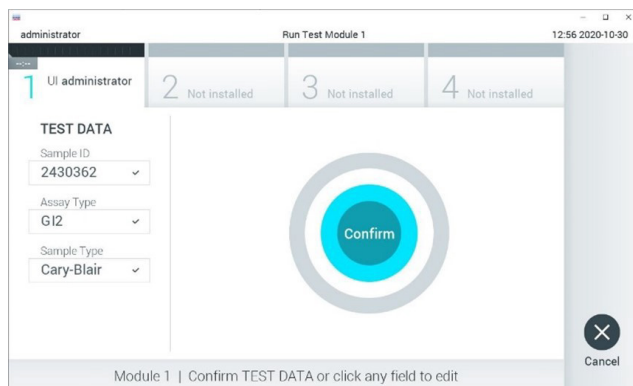 administrator Run Test Module 1 12:56 2020-10-30
--:--
1 UI administrator
2 Not installed
3 Not installed
4 Not installed
TEST DATA
Sample ID
2430362
Assay Type
GI2
Sample Type
Cary-Blair
Confirm
Cancel
Module 1 | Confirm TEST DATA or click any field to edit